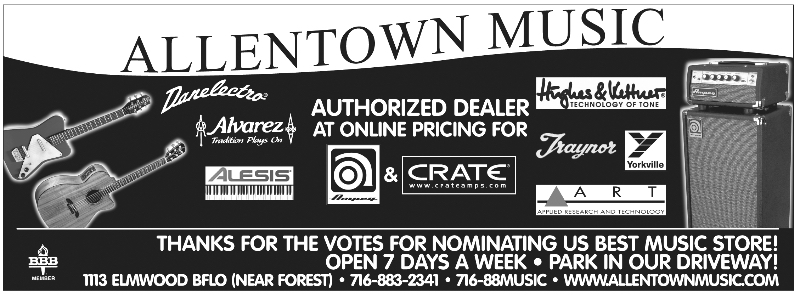 ALLENTOWN MUSIC
Danelectro
Alvarez
Tradition Plays On
ALESIS
AUTHORIZED DEALER
AT ONLINE PRICING FOR
Ampeg
&
CRATE
www.crateamps.com
Hughes & Kettner
TECHNOLOGY OF TONE
Traynor
Yorkville
ART
APPLIED RESEARCH AND TECHNOLOGY
Ampeg
BBB
MEMBER
THANKS FOR THE VOTES FOR NOMINATING US BEST MUSIC STORE!
OPEN 7 DAYS A WEEK • PARK IN OUR DRIVEWAY!
1113 ELMWOOD BFLO (NEAR FOREST) • 716-883-2341 • 716-88MUSIC • WWW.ALLENTOWNMUSIC.COM